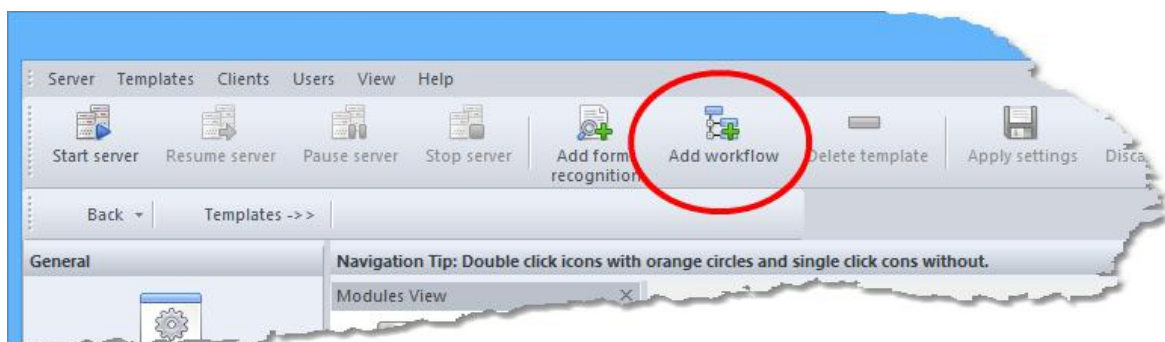 Server Templates Clients Users View Help
Start server Resume server Pause server Stop server Add form recognition Add workflow Delete template Apply settings
Back Templates ->>
General
Navigation Tip: Double click icons with orange circles and single click cons without.
Modules View